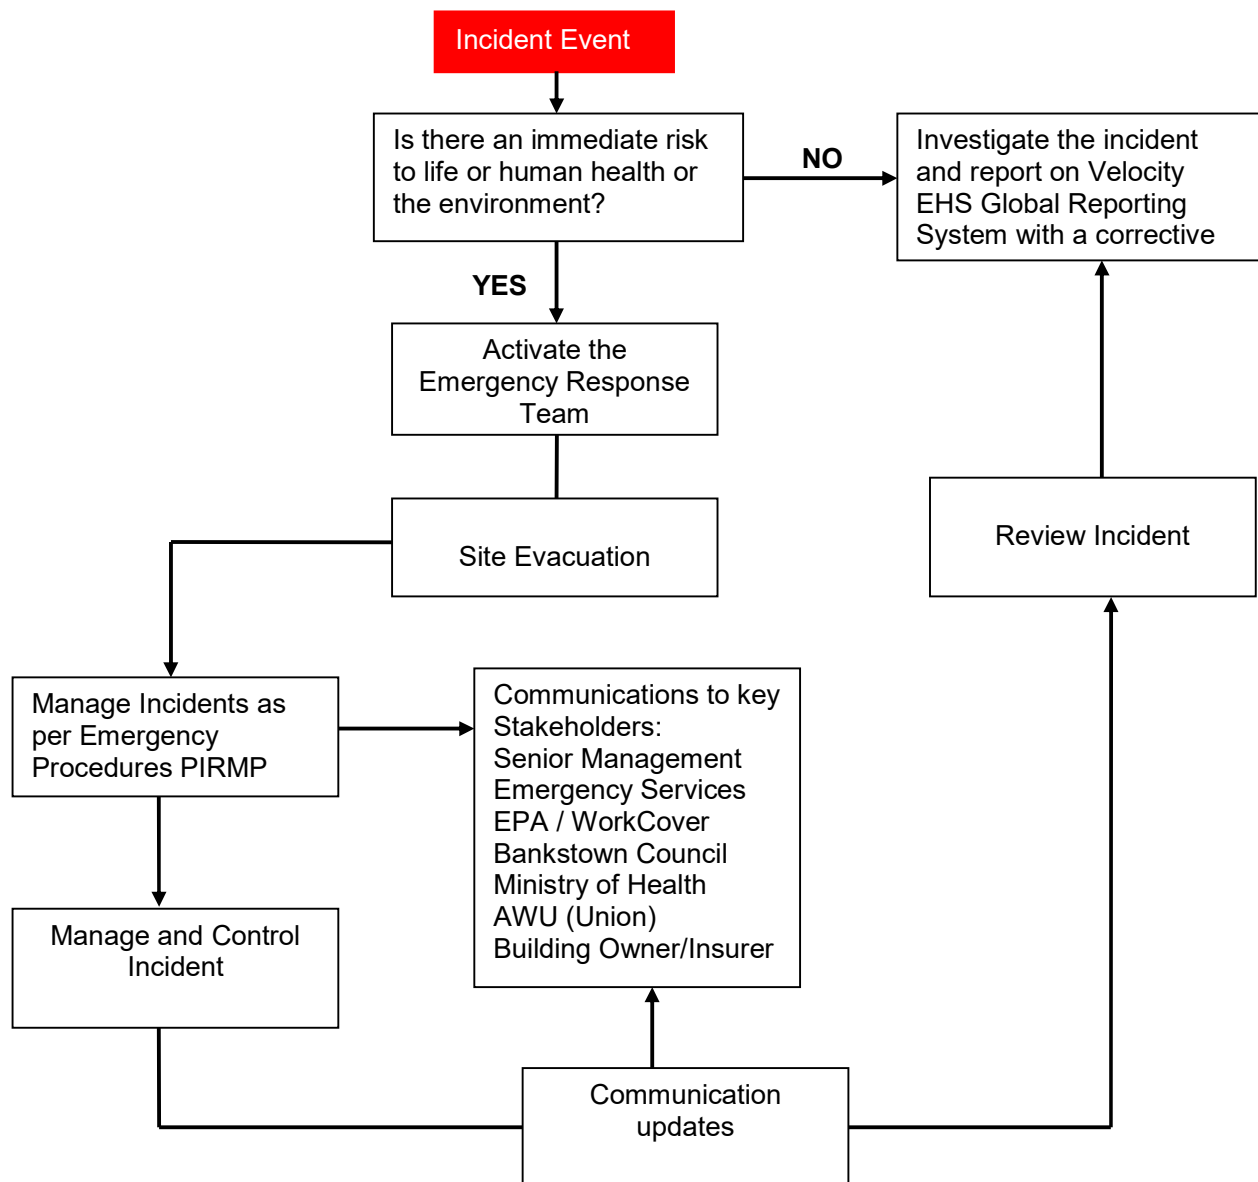 Incident Event
Is there an immediate risk
to life or human health or
the environment?
NO
Investigate the incident
and report on Velocity
EHS Global Reporting
System with a corrective
YES
Activate the
Emergency Response
Team
Site Evacuation
Review Incident
Manage Incidents as
per Emergency
Procedures PIRMP
Communications to key
Stakeholders:
Senior Management
Emergency Services
EPA / WorkCover
Bankstown Council
Ministry of Health
AWU (Union)
Building Owner/Insurer
Manage and Control
Incident
Communication
updates